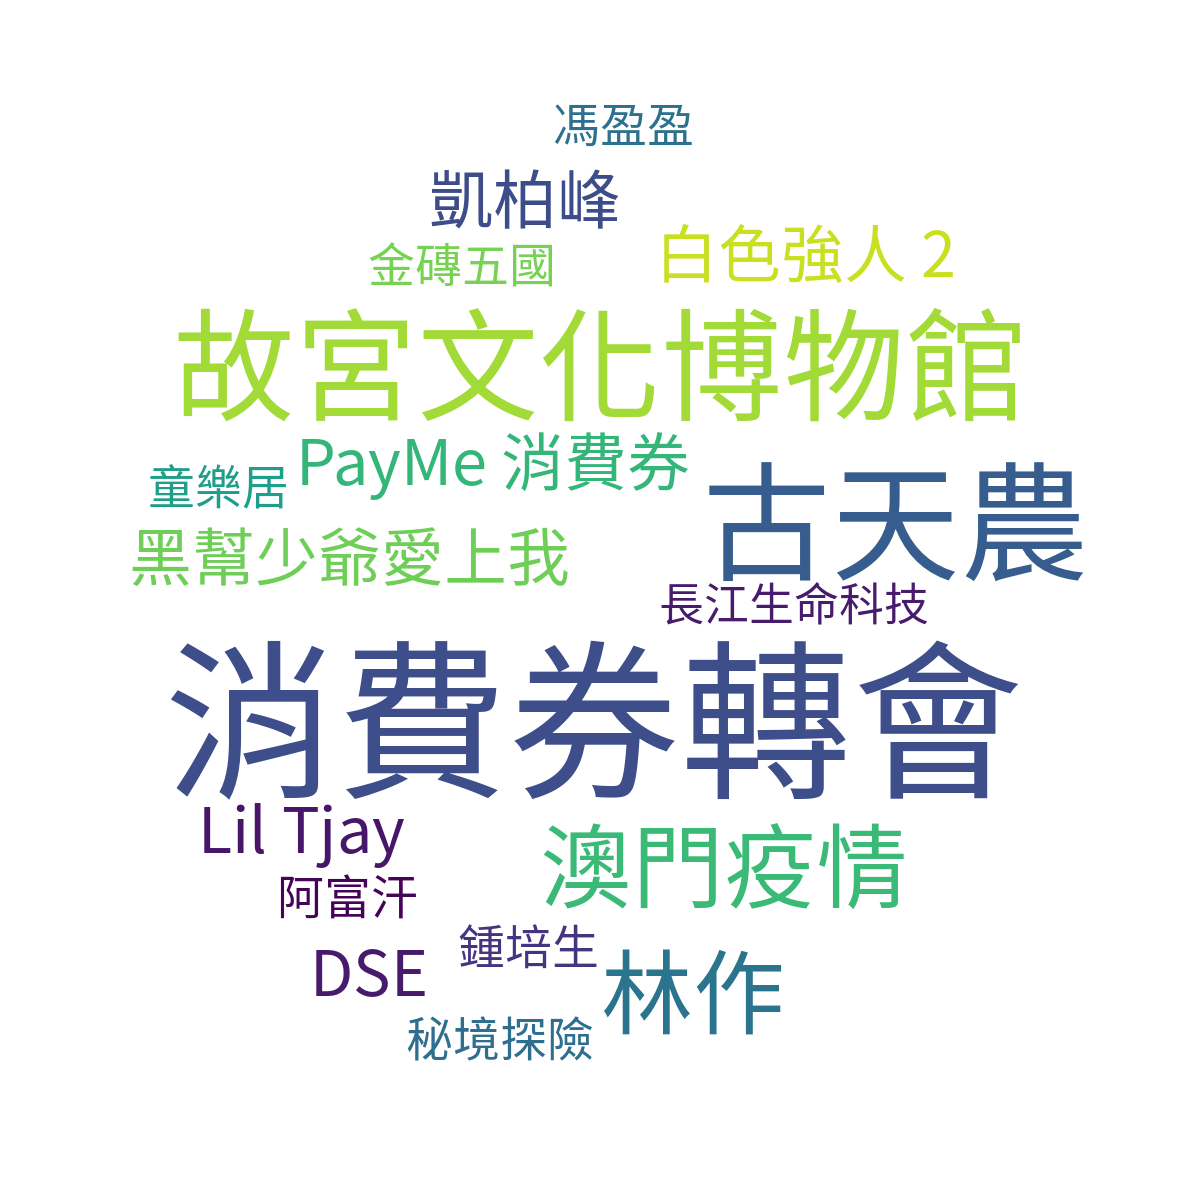 馮盈盈
凱柏峰
白色強人 2
金磚五國
故宮文化博物館
PayMe 消費券
童樂居
古天農
黑幫少爺愛上我
長江生命科技
消費券轉會
Lil Tjay
澳門疫情
阿富汗
鍾培生
DSE
林作
秘境探險